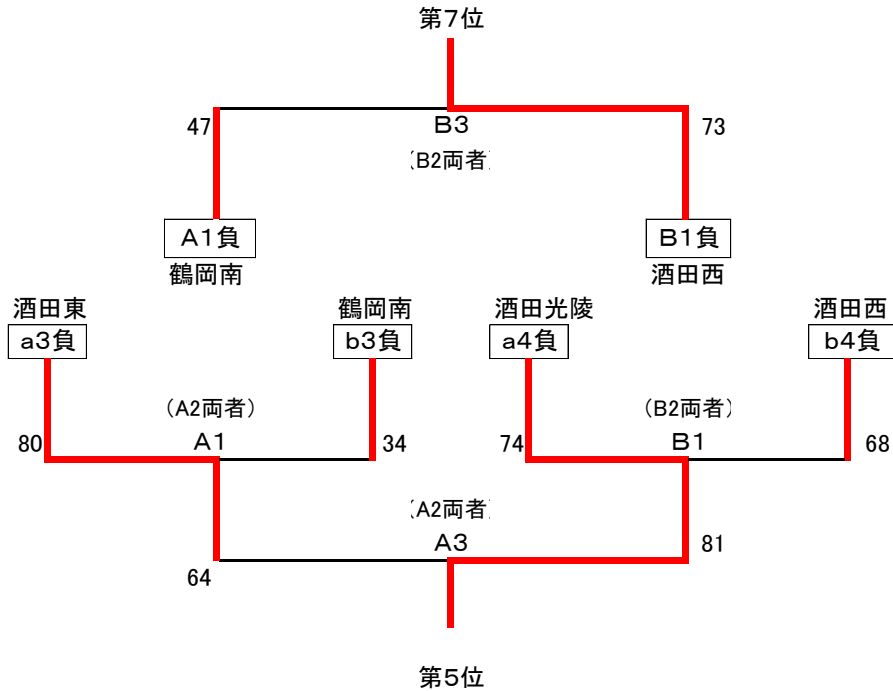 第7位
47
B3
73
(B2両者)
A1負
B1負
鶴岡南
酒田西
酒田東
鶴岡南
酒田光陵
酒田西
a3負
b3負
a4負
b4負
(A2両者)
(B2両者)
80
A1
34
74
B1
68
(A2両者)
A3
81
64
第5位